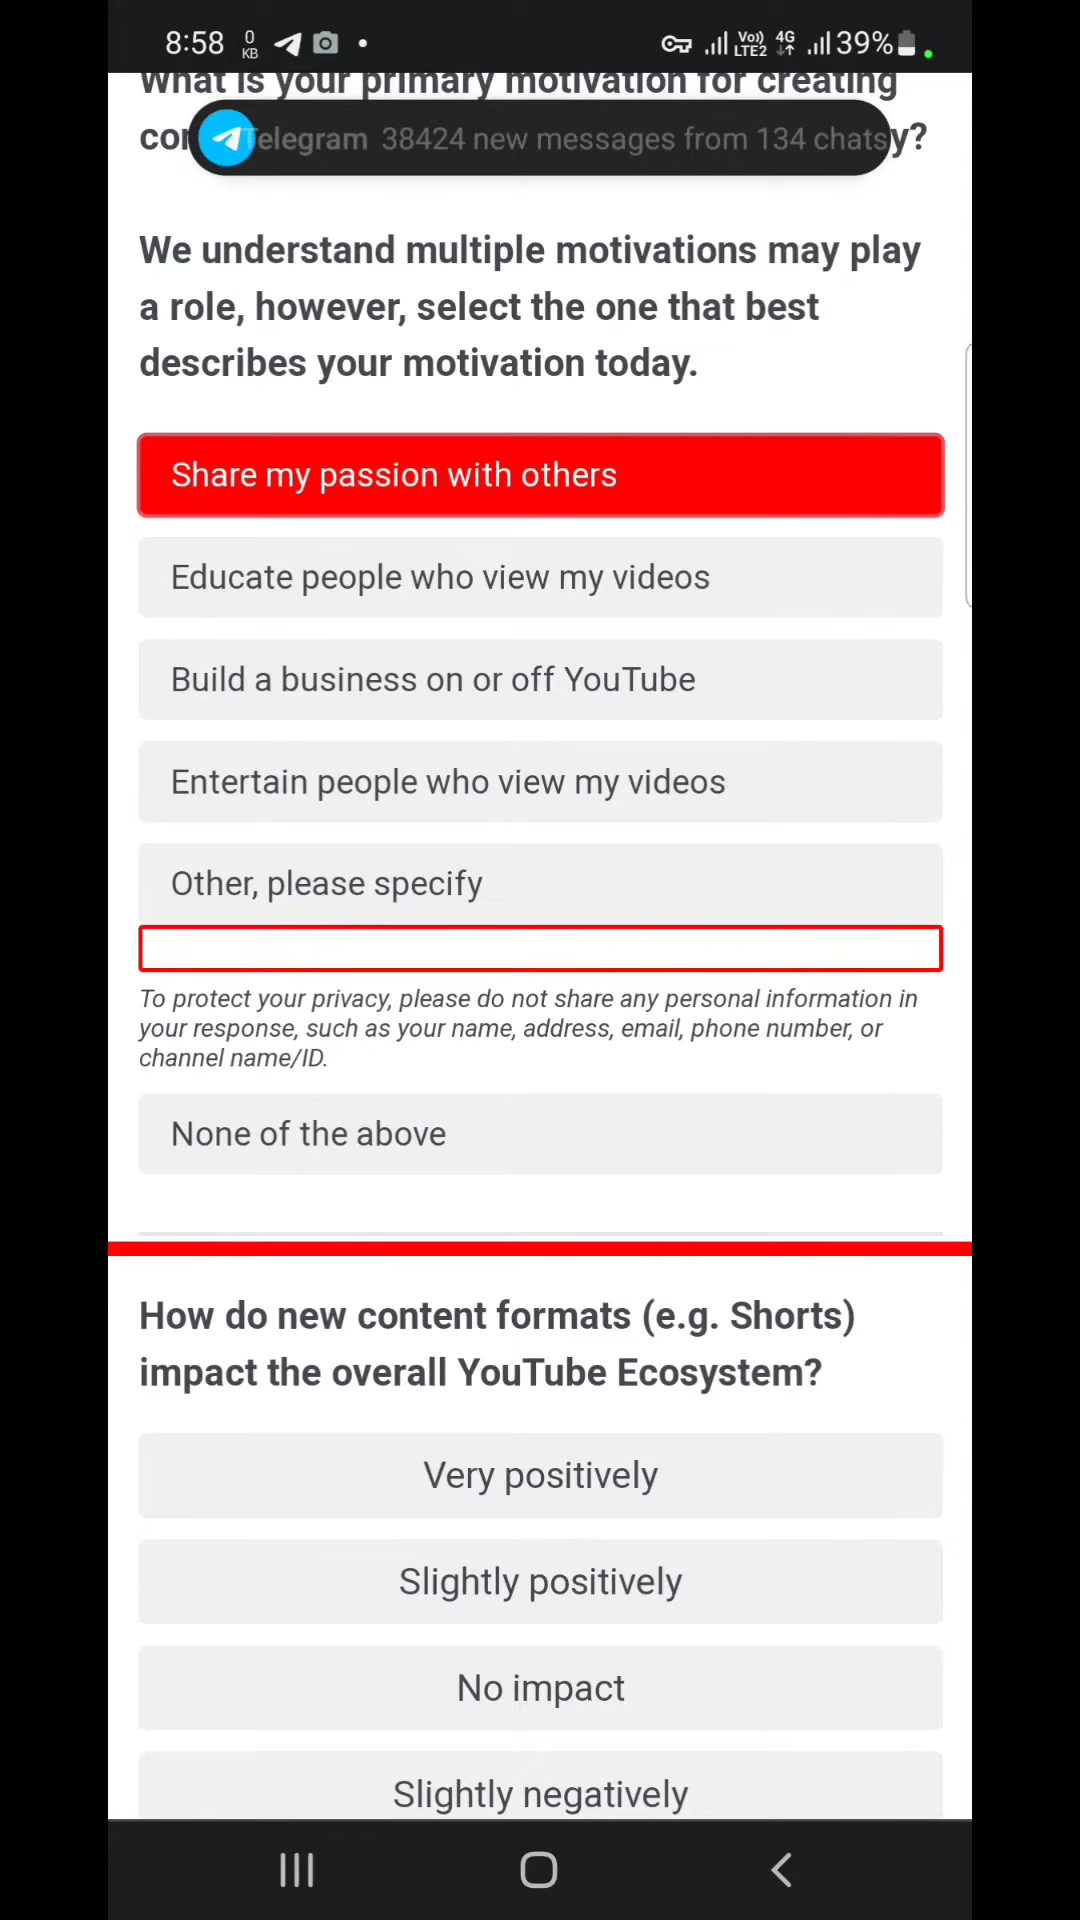 8:58 0 KB Vo)) LTE2 4G 39%
What is your primary motivation for creating
Telegram 38424 new messages from 134 chats
y?
We understand multiple motivations may play
a role, however, select the one that best
describes your motivation today.
Share my passion with others
Educate people who view my videos
Build a business on or off YouTube
Entertain people who view my videos
Other, please specify
To protect your privacy, please do not share any personal information in
your response, such as your name, address, email, phone number, or
channel name/ID.
None of the above
How do new content formats (e.g. Shorts)
impact the overall YouTube Ecosystem?
Very positively
Slightly positively
No impact
Slightly negatively